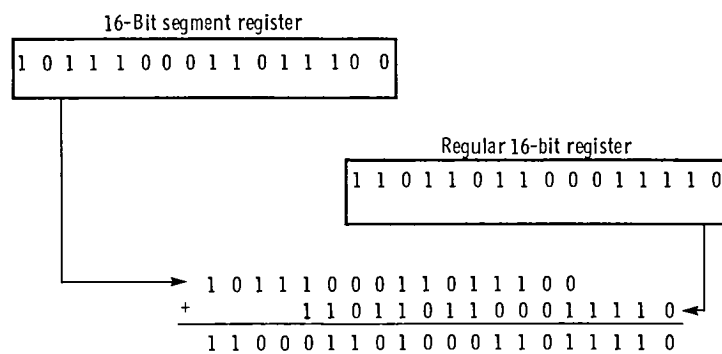 16-Bit segment register
1 0 1 1 1 0 0 0 1 1 0 1 1 1 0 0
Regular 16-bit register
1 1 0 1 1 0 1 1 0 0 0 1 1 1 1 0
1 0 1 1 1 0 0 0 1 1 0 1 1 1 0 0
+ 1 1 0 1 1 0 1 1 0 0 0 1 1 1 1 0
1 1 0 0 0 1 1 0 1 0 0 0 1 1 0 1 1 1 1 0